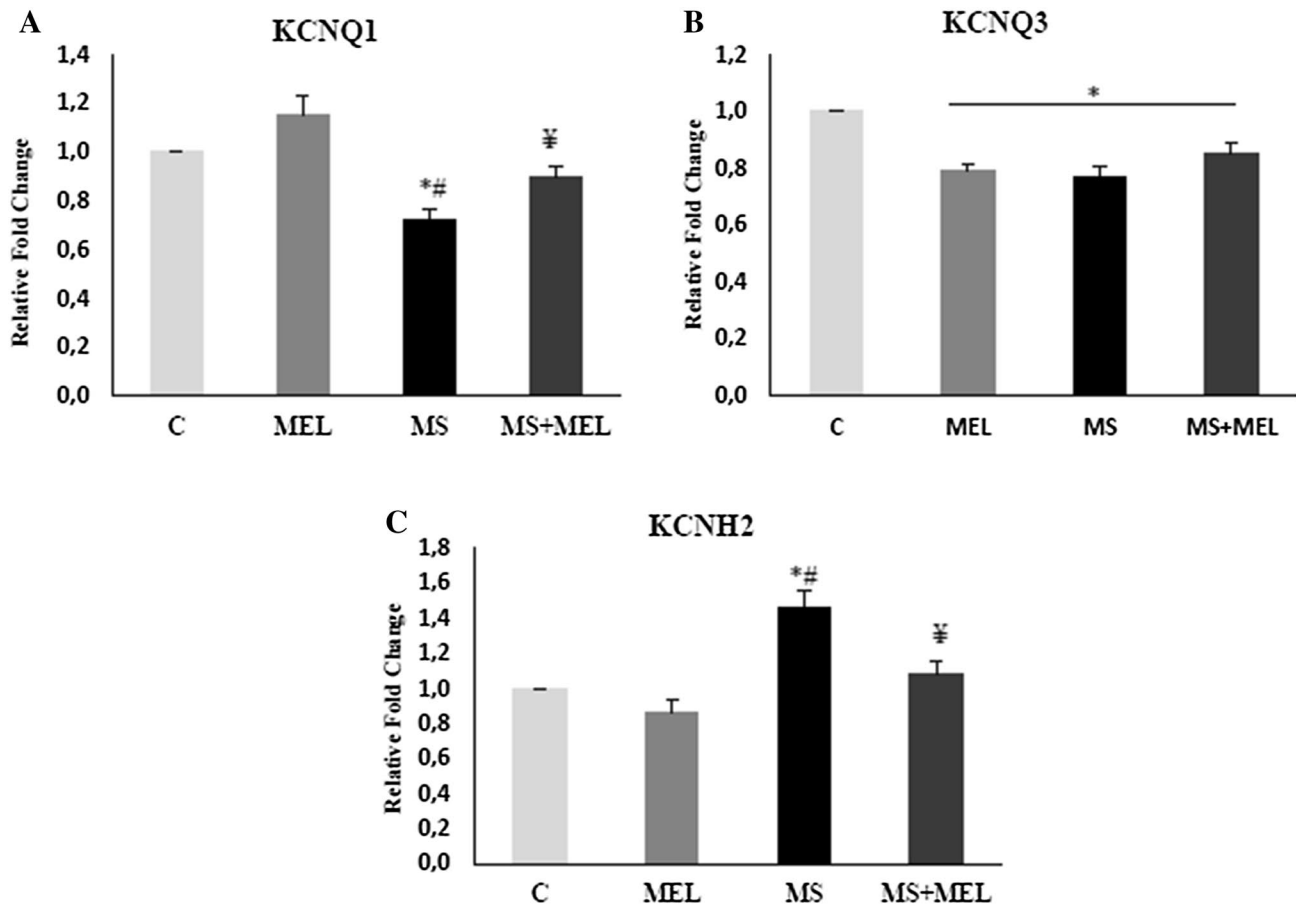 A
KCNQ1
Relative Fold Change
1,4
1,2
1,0
0,8
0,6
0,4
0,2
0,0
*#
¥
C MEL MS MS+MEL
B
KCNQ3
Relative Fold Change
1,2
1,0
0,8
0,6
0,4
0,2
0,0
*
C MEL MS MS+MEL
C
KCNH2
Relative Fold Change
1,8
1,6
1,4
1,2
1,0
0,8
0,6
0,4
0,2
0,0
*#
¥
C MEL MS MS+MEL